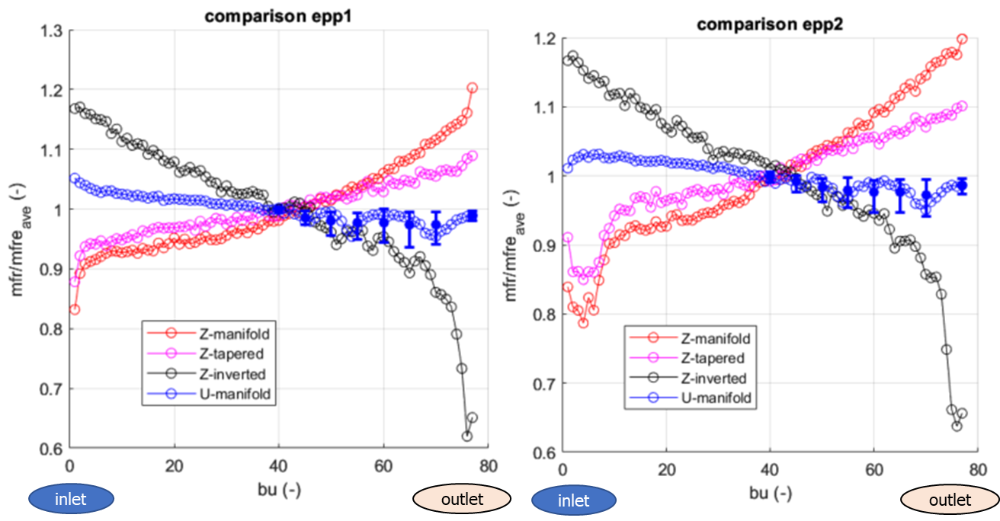 comparison epp1
mfr/mfre_ave (-)
1.3
1.2
1.1
1
0.9
0.8
0.7
0.6
Z-manifold
Z-tapered
Z-inverted
U-manifold
0 20 40 60 80
bu (-)
inlet
outlet
comparison epp2
mfr/mfre_ave (-)
1.2
1.1
1
0.9
0.8
0.7
0.6
Z-manifold
Z-tapered
Z-inverted
U-manifold
0 20 40 60 80
bu (-)
inlet
outlet